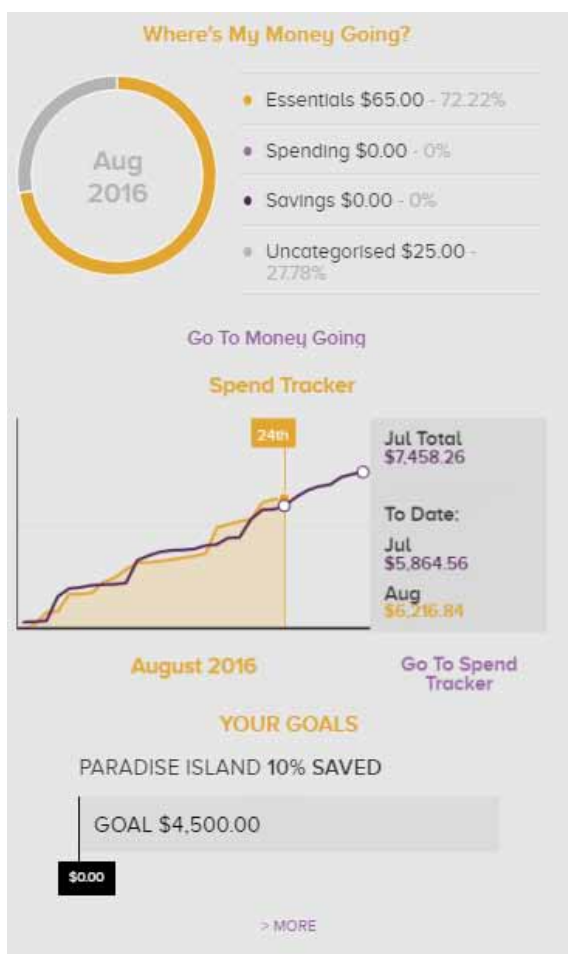 Where's My Money Going?
Aug
2016
Essentials $65.00 - 72.22%
Spending $0.00 - 0%
Savings $0.00 - 0%
Uncategorised $25.00 -
27.78%
Go To Money Going
Spend Tracker
24th
Jul Total
$7,458.26
To Date:
Jul
$5,864.56
Aug
$6,216.84
August 2016
Go To Spend
Tracker
YOUR GOALS
PARADISE ISLAND 10% SAVED
GOAL $4,500.00
$0.00
> MORE